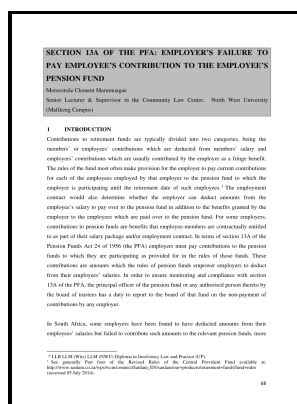 SECTION 13A OF THE PFA: EMPLOYER'S FAILURE TO
PAY EMPLOYEE'S CONTRIBUTION TO THE EMPLOYEE'S
PENSION FUND
Motseotsile Clement Marumoagae
Senior Lecturer & Supervisor in the Community Law Center, North West University
(Mafikeng Campus)
1 INTRODUCTION
Contributions to retirement funds are typically divided into two categories, being the
members' or employees' contributions which are deducted from members' salary and
employers' contributions which are usually contributed by the employer as a fringe benefit.
The rules of the fund most often make provision for the employer to pay current contributions
for each of the employees employed by that employer to the pension fund to which the
employer is participating until the retirement date of such employees.¹ The employment
contract would also determine whether the employer can deduct amounts from the
employee's salary to pay over to the pension fund in addition to the benefits granted by the
employer to the employees which are paid over to the pension fund. For some employers,
contributions to pension funds are benefits that employee-members are contractually entitled
to as part of their salary package and/or employment contract. In terms of section 13A of the
Pension Funds Act 24 of 1956 (the PFA) employers must pay contributions to the pension
funds to which they are participating as provided for in the rules of those funds. These
contributions are amounts which the rules of pension funds empower employers to deduct
from their employees' salaries. In order to ensure monitoring and compliance with section
13A of the PFA, the principal officer of the pension fund or any authorised person thereto by
the board of trustees has a duty to report to the board of that fund on the non-payment of
contributions by any employer.
In South Africa, some employers have been found to have deducted amounts from their
employees' salaries but failed to contribute such amounts to the relevant pension funds, more
* LLB LLM (Wits) LLM (NWU) Diploma in Insolvency Law and Practice (UP).
¹ See generally Part four of the Revised Rules of the Central Provident Fund available at:
(accessed 05 July 2014).
68